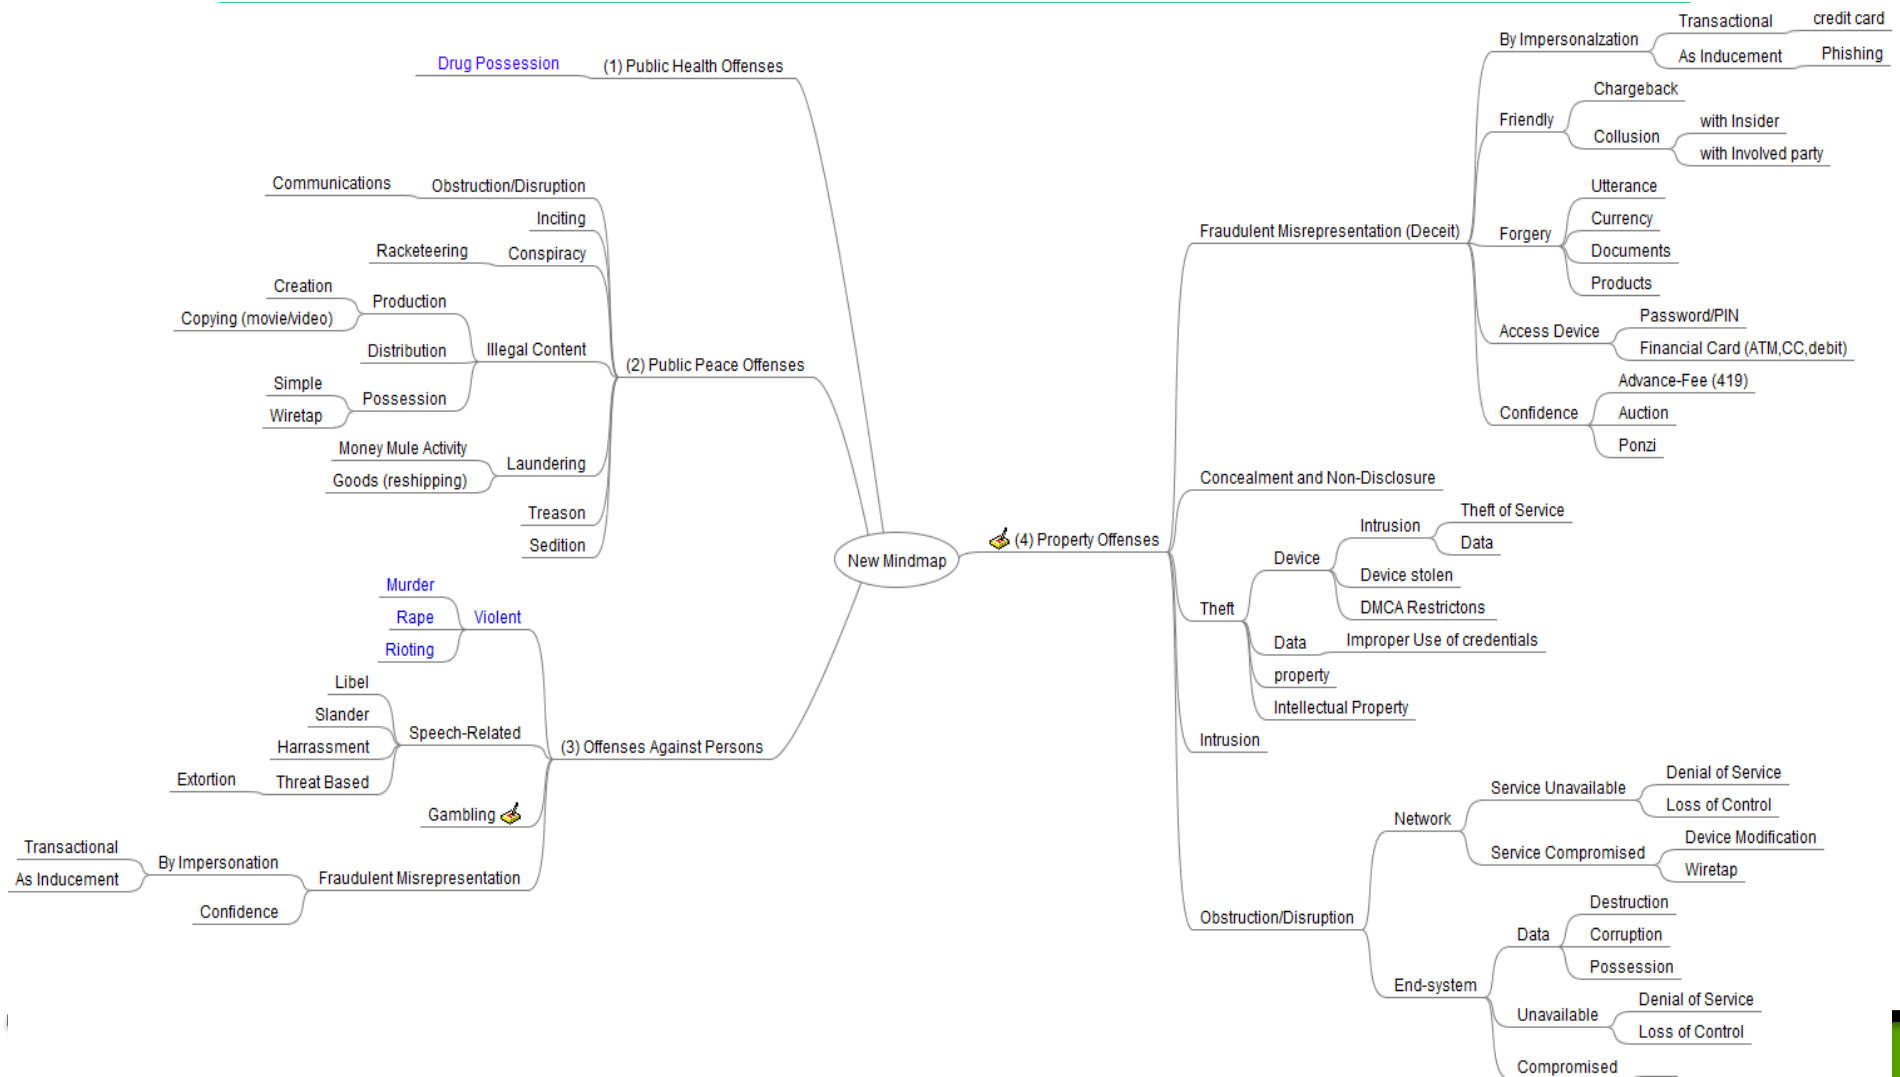 Drug Possession
(1) Public Health Offenses
Communications
Obstruction/Disruption
Inciting
Racketeering
Conspiracy
Creation
Copying (movie/video)
Production
Distribution
Illegal Content
Simple
Wiretap
Possession
(2) Public Peace Offenses
Money Mule Activity
Goods (reshipping)
Laundering
Treason
Sedition
New Mindmap
Murder
Rape
Rioting
Violent
Libel
Slander
Harrassment
Extortion
Threat Based
Speech-Related
(3) Offenses Against Persons
Gambling
Transactional
As Inducement
By Impersonation
Confidence
Fraudulent Misrepresentation
(4) Property Offenses
Fraudulent Misrepresentation (Deceit)
By Impersonalzation
Transactional
credit card
As Inducement
Phishing
Friendly
Chargeback
Collusion
with Insider
with Involved party
Forgery
Utterance
Currency
Documents
Products
Access Device
Password/PIN
Financial Card (ATM,CC,debit)
Confidence
Advance-Fee (419)
Auction
Ponzi
Concealment and Non-Disclosure
Theft
Device
Intrusion
Theft of Service
Data
Device stolen
DMCA Restrictons
Data
Improper Use of credentials
property
Intellectual Property
Intrusion
Obstruction/Disruption
Network
Service Unavailable
Denial of Service
Loss of Control
Service Compromised
Device Modification
Wiretap
End-system
Data
Destruction
Corruption
Possession
Unavailable
Denial of Service
Loss of Control
Compromised